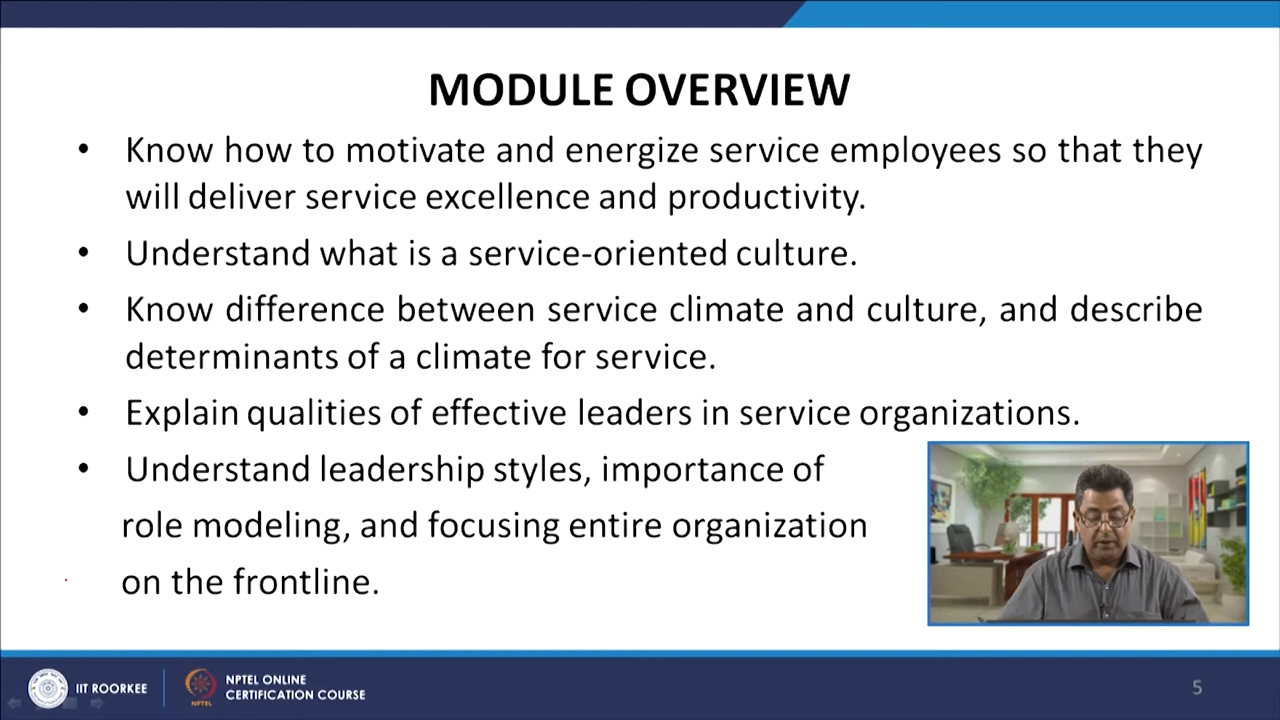 MODULE OVERVIEW
• Know how to motivate and energize service employees so that they
will deliver service excellence and productivity.
• Understand what is a service-oriented culture.
• Know difference between service climate and culture, and describe
determinants of a climate for service.
• Explain qualities of effective leaders in service organizations.
• Understand leadership styles, importance of
role modeling, and focusing entire organization
on the frontline.
IIT ROORKEE
NPTEL
NPTEL ONLINE
CERTIFICATION COURSE
5